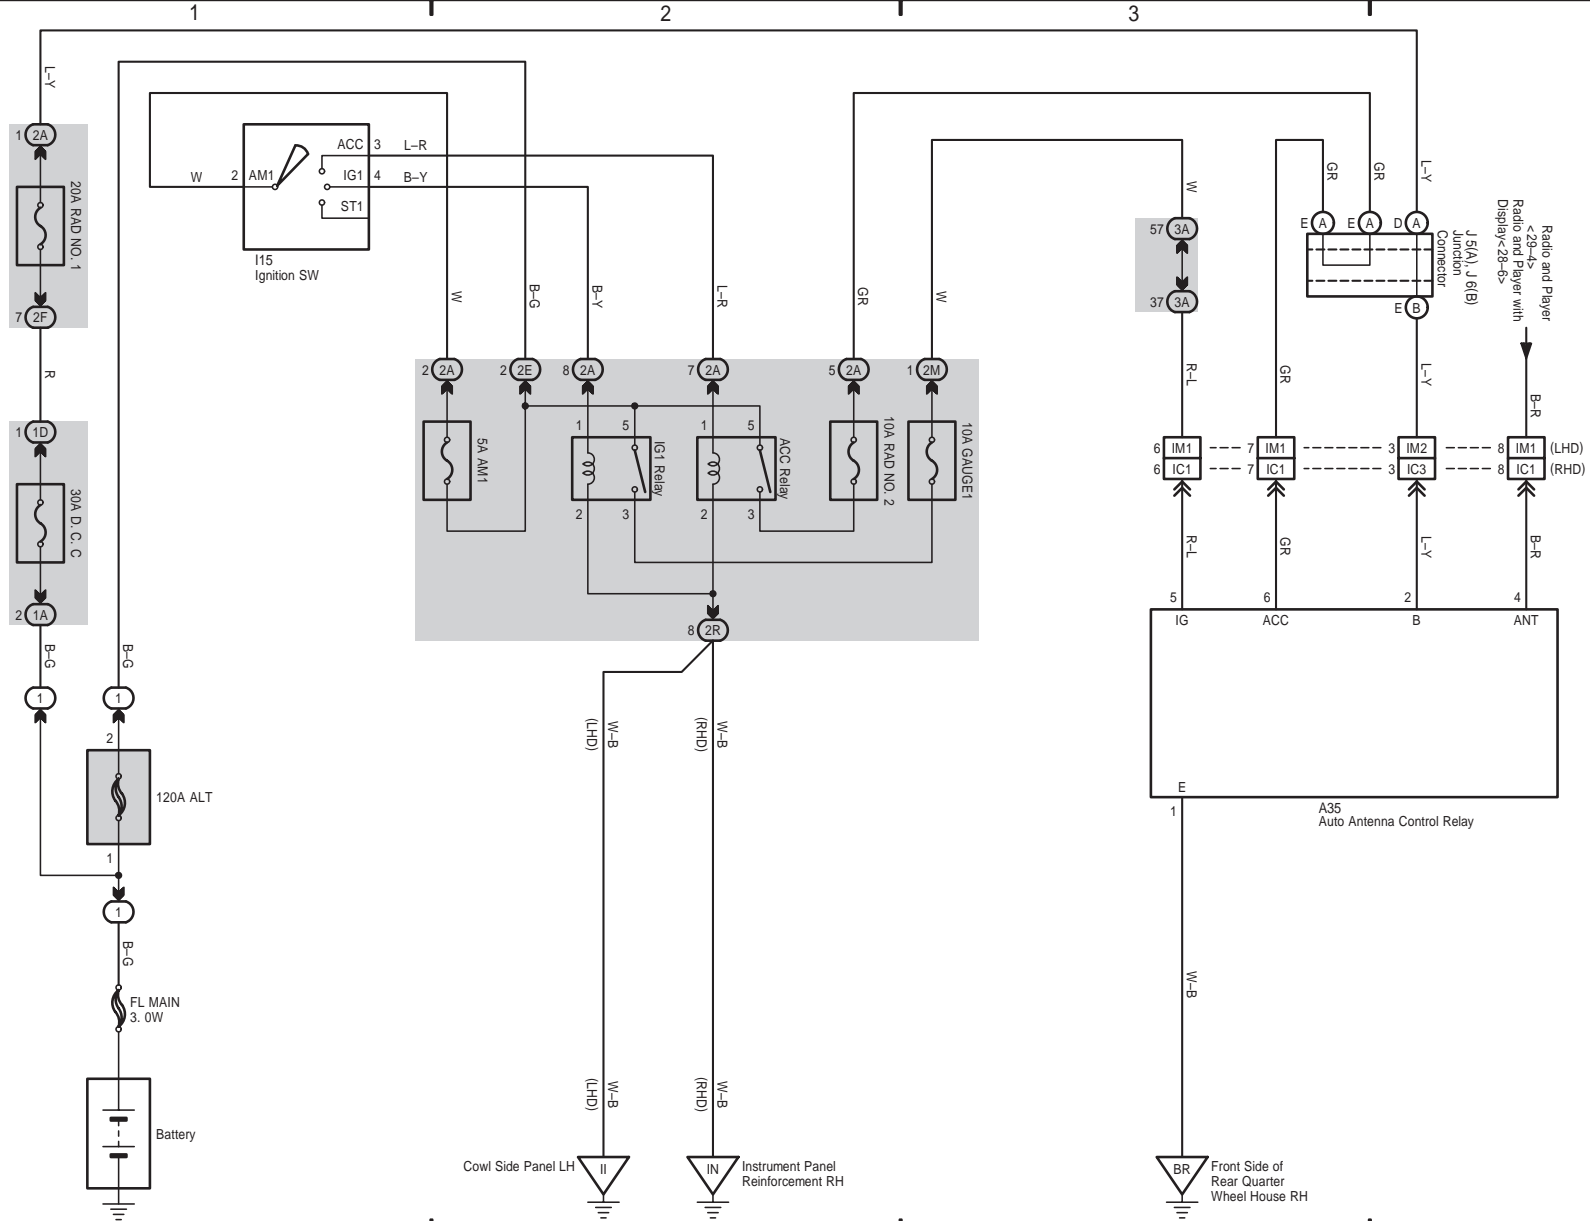 1
2
3
L–Y
1 2A
20A RAD NO. 1
7 2F
R
1 1D
30A D. C. C
2 1A
B–G
1
B–G
1
2
120A ALT
1
1
B–G
FL MAIN
3. 0W
Battery
W
2 AM1
ACC 3 L–R
IG1 4 B–Y
ST1
I15
Ignition SW
W
B–G
B–Y
L–R
GR
W
2 2A
2 2E
8 2A
7 2A
5 2A
1 2M
5A AM1
1
5
2
3
IG1 Relay
1
5
2
3
ACC Relay
10A RAD NO. 2
10A GAUGE1
8 2R
W–B
(LHD)
W–B
(RHD)
W–B
(LHD)
W–B
(RHD)
Cowl Side Panel LH
II
IN
Instrument Panel
Reinforcement RH
W
57 3A
37 3A
R–L
GR
GR
L–Y
E A
E A
D A
E B
J 5(A), J 6(B)
Junction
Connector
Radio and Player
<29–4>
Radio and Player with
Display<28–6>
GR
L–Y
B–R
6 IM1
7 IM1
3 IM2
8 IM1 (LHD)
6 IC1
7 IC1
3 IC3
8 IC1 (RHD)
R–L
GR
L–Y
B–R
5
6
2
4
IG
ACC
B
ANT
E
1
A35
Auto Antenna Control Relay
W–B
BR
Front Side of
Rear Quarter
Wheel House RH